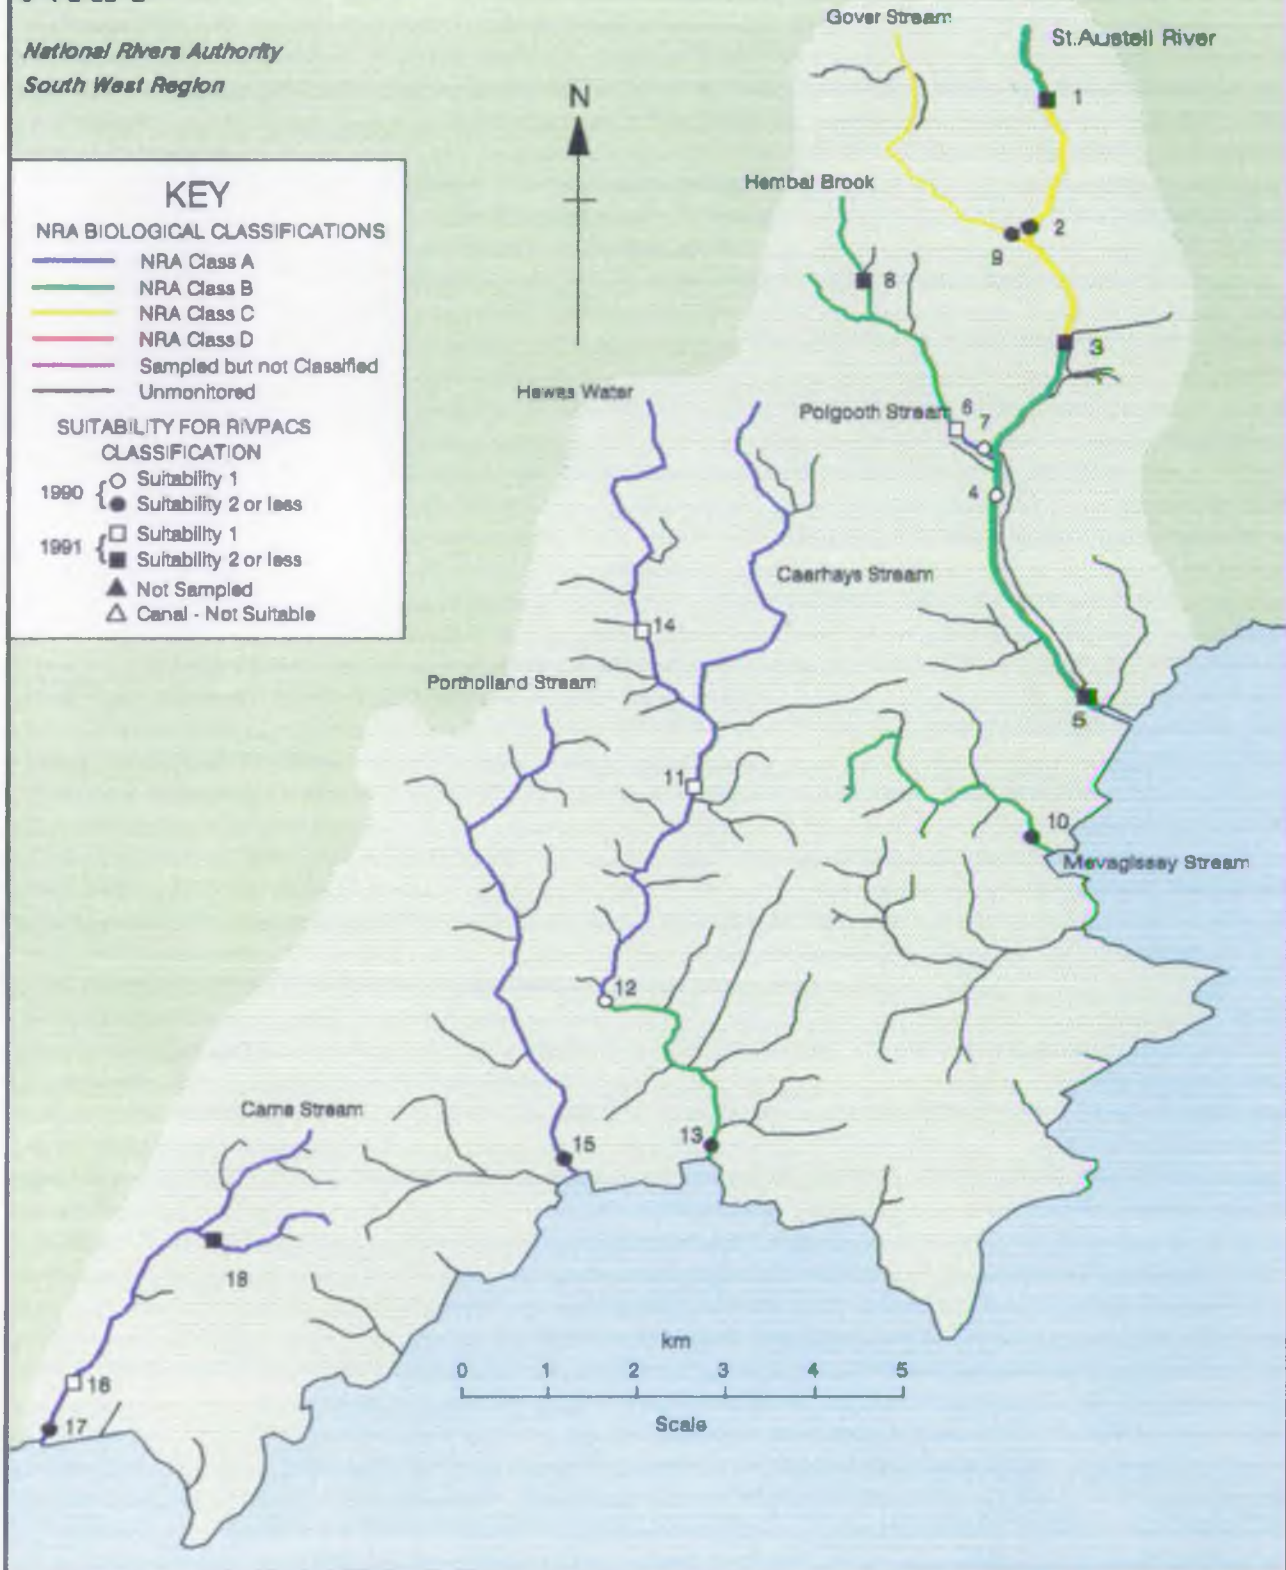 National Rivers Authority
South West Region
N
Gover Stream
St.Austell River
1
KEY
NRA BIOLOGICAL CLASSIFICATIONS
NRA Class A
NRA Class B
NRA Class C
NRA Class D
Sampled but not Classified
Unmonitored
SUITABILITY FOR RIVPACS
CLASSIFICATION
1990 { Suitability 1
Suitability 2 or less
1991 { Suitability 1
Suitability 2 or less
Not Sampled
Canal - Not Suitable
Hembal Brook
2
9
8
3
Hewas Water
Polgooth Stream
6
7
4
Caerhays Stream
14
Portholland Stream
5
11
10
Mevagissey Stream
12
Carne Stream
15
13
18
16
17
km
0 1 2 3 4 5
Scale